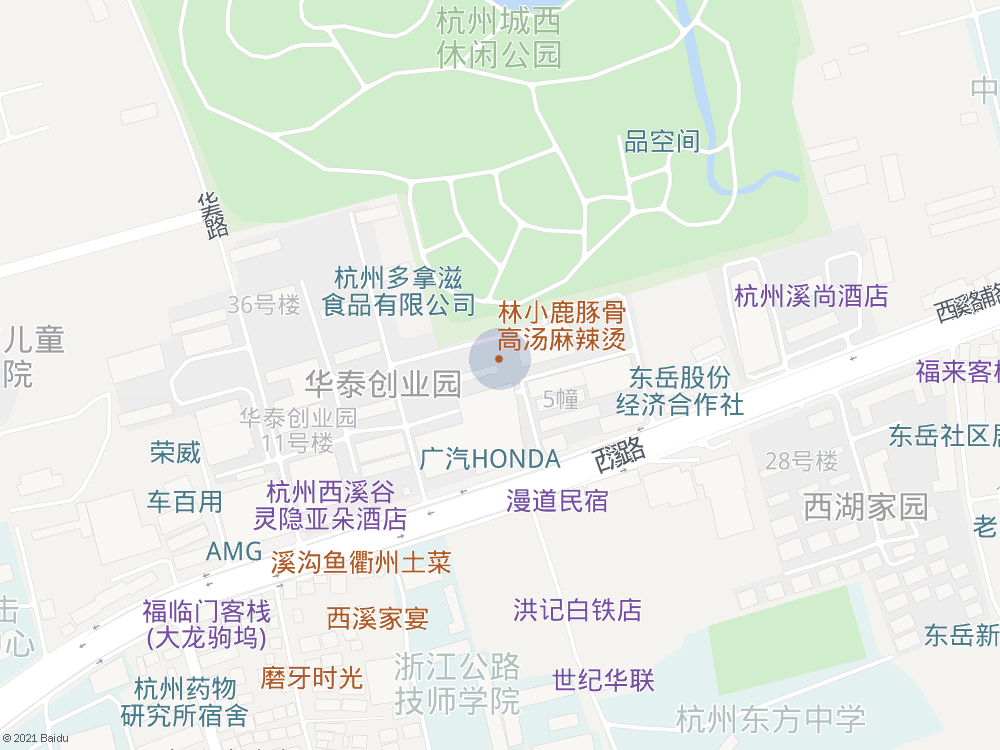 杭州城西
休闲公园
中
品空间
华泰路
杭州多拿滋
食品有限公司
36号楼
杭州溪尚酒店
林小鹿豚骨
高汤麻辣烫
儿童
院
福来客栈
华泰创业园
东岳股份
经济合作社
5幢
华泰创业园
11号楼
东岳社区居
荣威
广汽HONDA
西溪路
28号楼
杭州西溪谷
灵隐亚朵酒店
车百用
漫道民宿
西湖家园
老
AMG
溪沟鱼衢州土菜
福临门客栈
(大龙驹坞)
西溪家宴
洪记白铁店
击
中心
东岳新
磨牙时光
浙江公路
技师学院
世纪华联
杭州药物
研究所宿舍
杭州东方中学
© 2021 Baidu